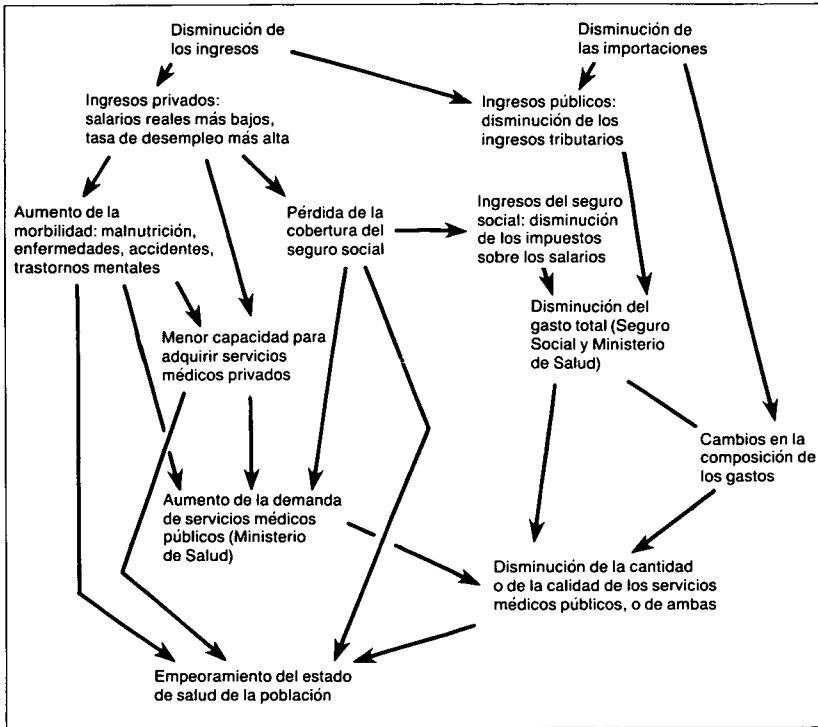 Disminución de
los ingresos
Disminución de
las importaciones
Ingresos privados:
salarios reales más bajos,
tasa de desempleo más alta
Ingresos públicos:
disminución de los
ingresos tributarios
Aumento de la
morbilidad: malnutrición,
enfermedades, accidentes,
trastornos mentales
Pérdida de la
cobertura del
seguro social
Ingresos del seguro
social: disminución
de los impuestos
sobre los salarios
Menor capacidad para
adquirir servicios
médicos privados
Disminución del
gasto total (Seguro
Social y Ministerio
de Salud)
Cambios en la
composición de
los gastos
Aumento de la demanda
de servicios médicos
públicos (Ministerio
de Salud)
Disminución de la cantidad
o de la calidad de los servicios
médicos públicos, o de ambas
Empeoramiento del estado
de salud de la población